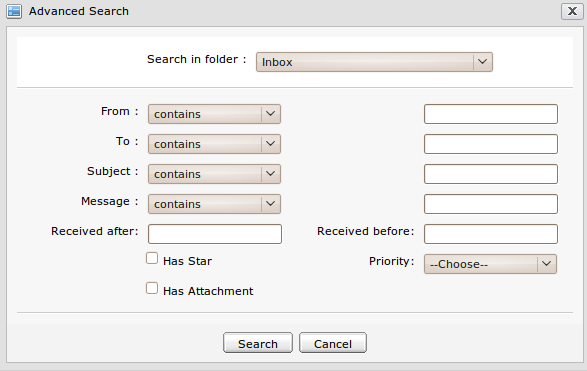 Advanced Search
Search in folder : Inbox
From : contains
To : contains
Subject : contains
Message : contains
Received after: Received before:
Has Star Priority: --Choose--
Has Attachment
Search Cancel